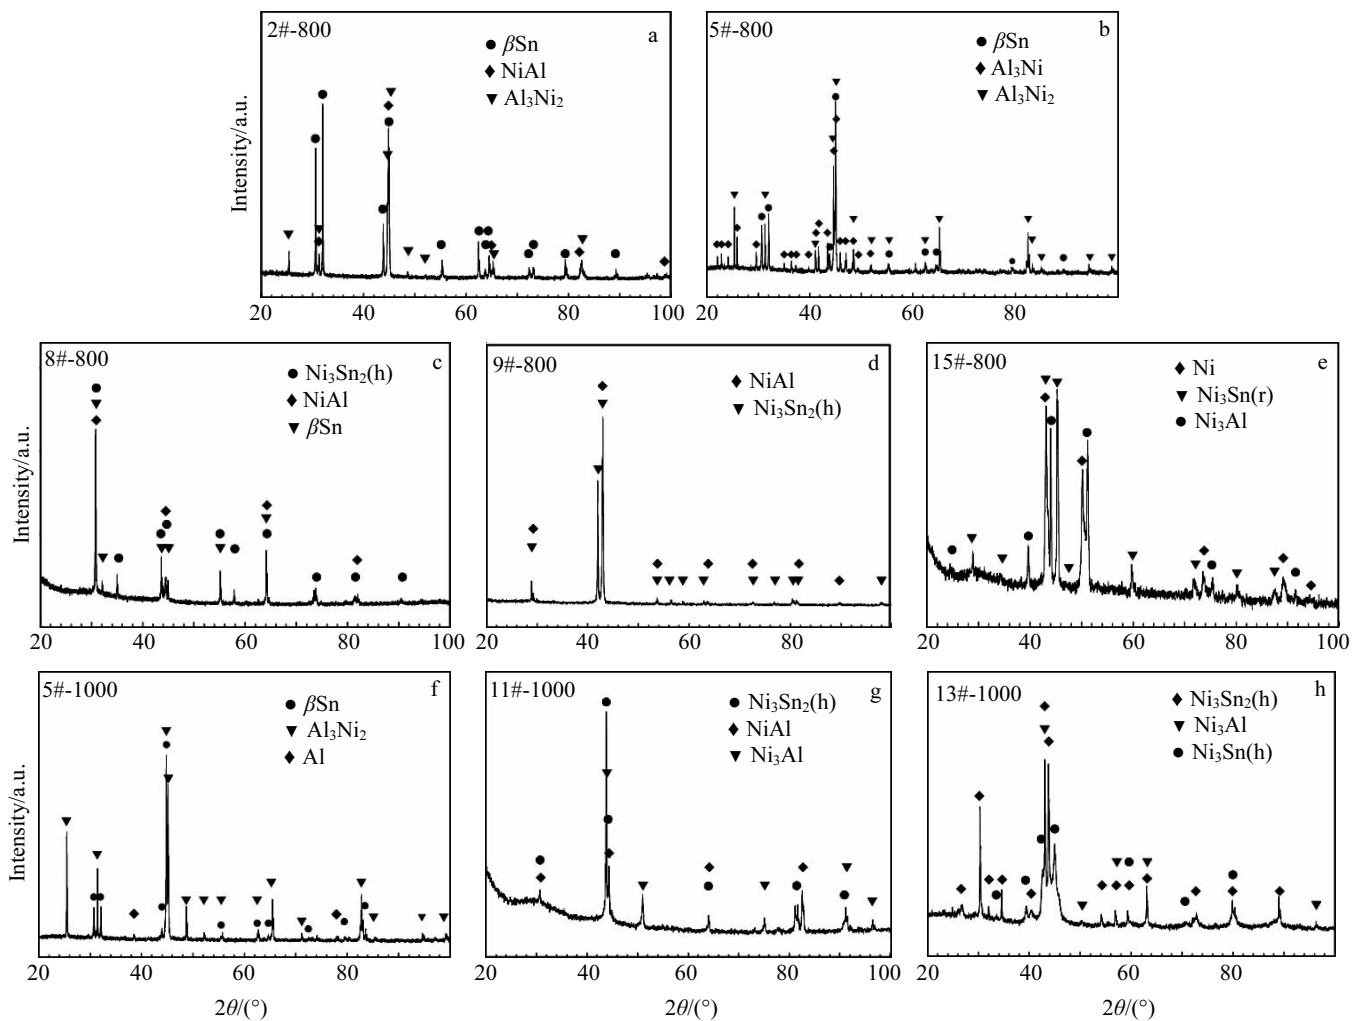 2#-800
a
● βSn
◆ NiAl
▼ Al₃Ni₂
Intensity/a.u.
20 40 60 80 100
5#-800
b
● βSn
◆ Al₃Ni
▼ Al₃Ni₂
20 40 60 80
8#-800
c
● Ni₃Sn₂(h)
◆ NiAl
▼ βSn
Intensity/a.u.
20 40 60 80 100
9#-800
d
◆ NiAl
▼ Ni₃Sn₂(h)
20 40 60 80
15#-800
e
◆ Ni
▼ Ni₃Sn(r)
● Ni₃Al
20 40 60 80 100
5#-1000
f
● βSn
▼ Al₃Ni₂
◆ Al
Intensity/a.u.
20 40 60 80
2θ/(°)
11#-1000
g
● Ni₃Sn₂(h)
◆ NiAl
▼ Ni₃Al
20 40 60 80 100
2θ/(°)
13#-1000
h
◆ Ni₃Sn₂(h)
▼ Ni₃Al
● Ni₃Sn(h)
20 40 60 80
2θ/(°)